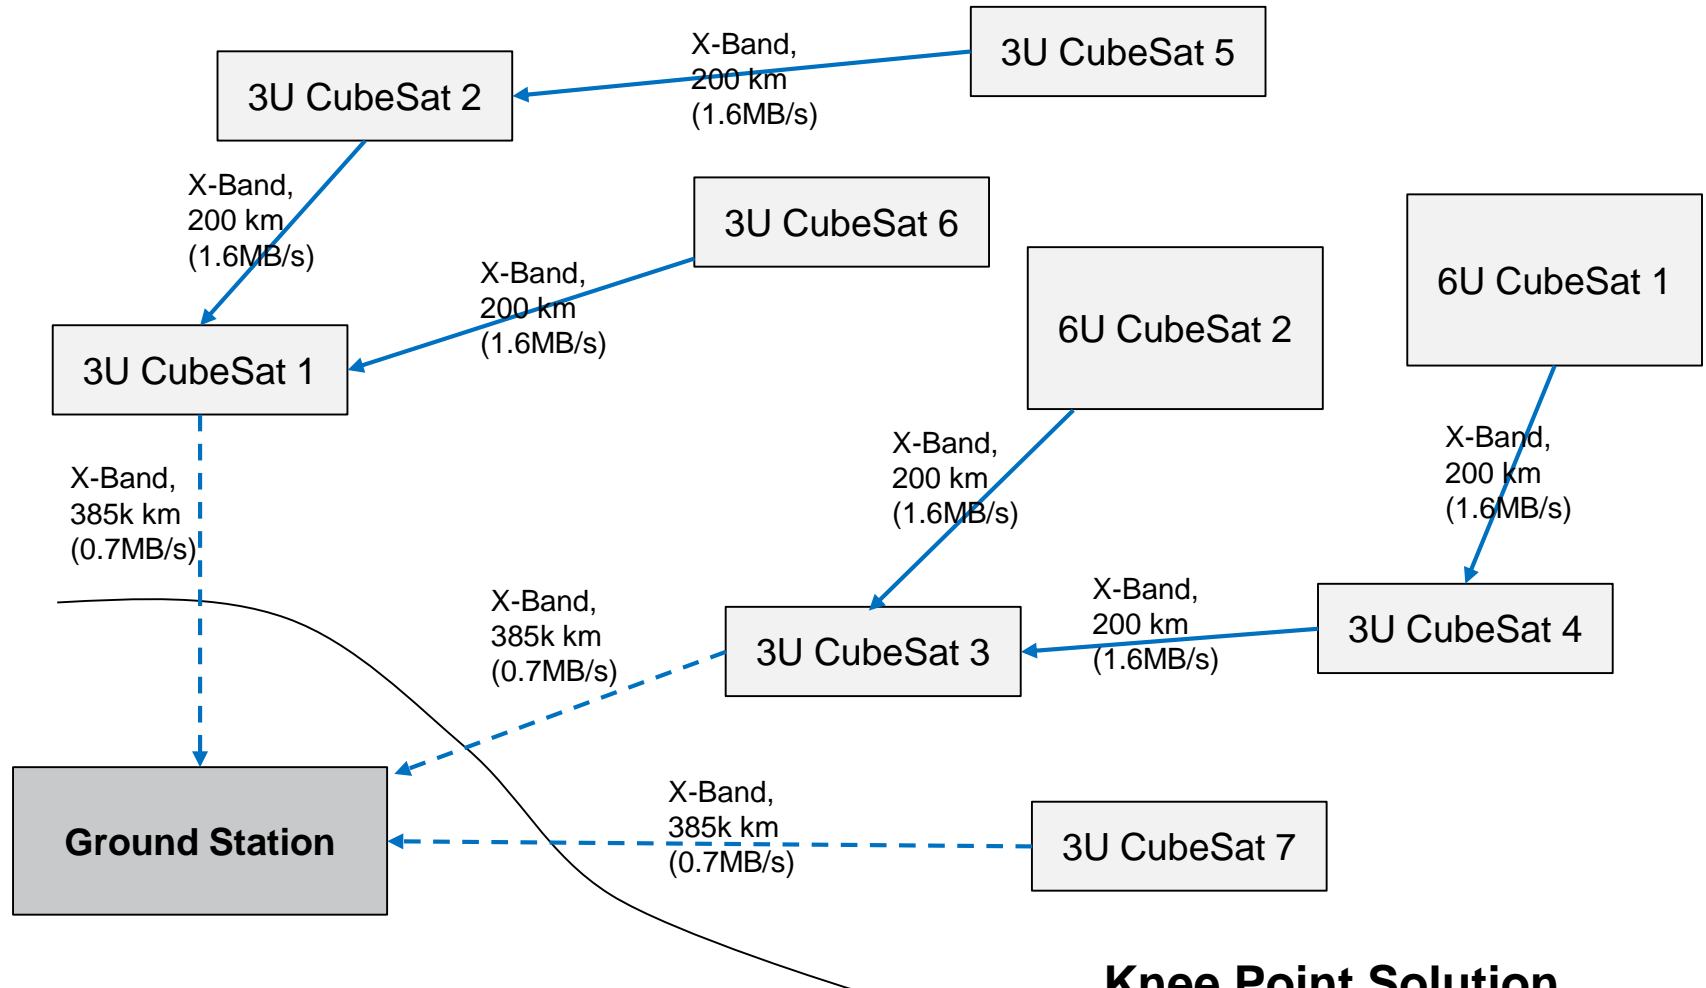 3U CubeSat 5
X-Band,
200 km
(1.6MB/s)
3U CubeSat 2
X-Band,
200 km
(1.6MB/s)
3U CubeSat 6
X-Band,
200 km
(1.6MB/s)
6U CubeSat 1
6U CubeSat 2
3U CubeSat 1
X-Band,
200 km
(1.6MB/s)
X-Band,
200 km
(1.6MB/s)
X-Band,
385k km
(0.7MB/s)
X-Band,
385k km
(0.7MB/s)
3U CubeSat 3
X-Band,
200 km
(1.6MB/s)
3U CubeSat 4
Ground Station
X-Band,
385k km
(0.7MB/s)
3U CubeSat 7
Knee Point Solution